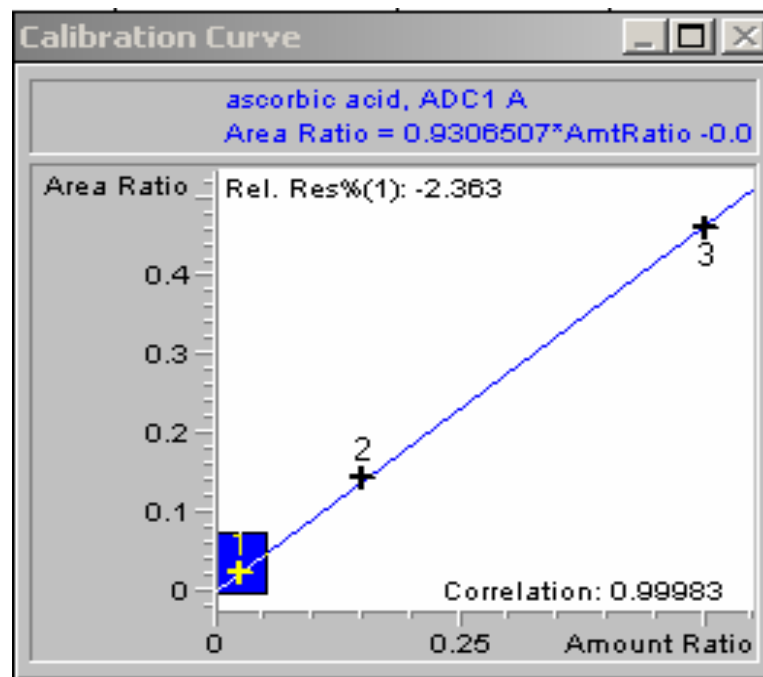 Calibration Curve
ascorbic acid, ADC1 A
Area Ratio = 0.9306507*AmtRatio -0.0
Area Ratio
Rel. Res%(1): -2.363
3
0.4
0.3
0.2
2
0.1
1
0
Correlation: 0.99983
0
0.25
Amount Ratio